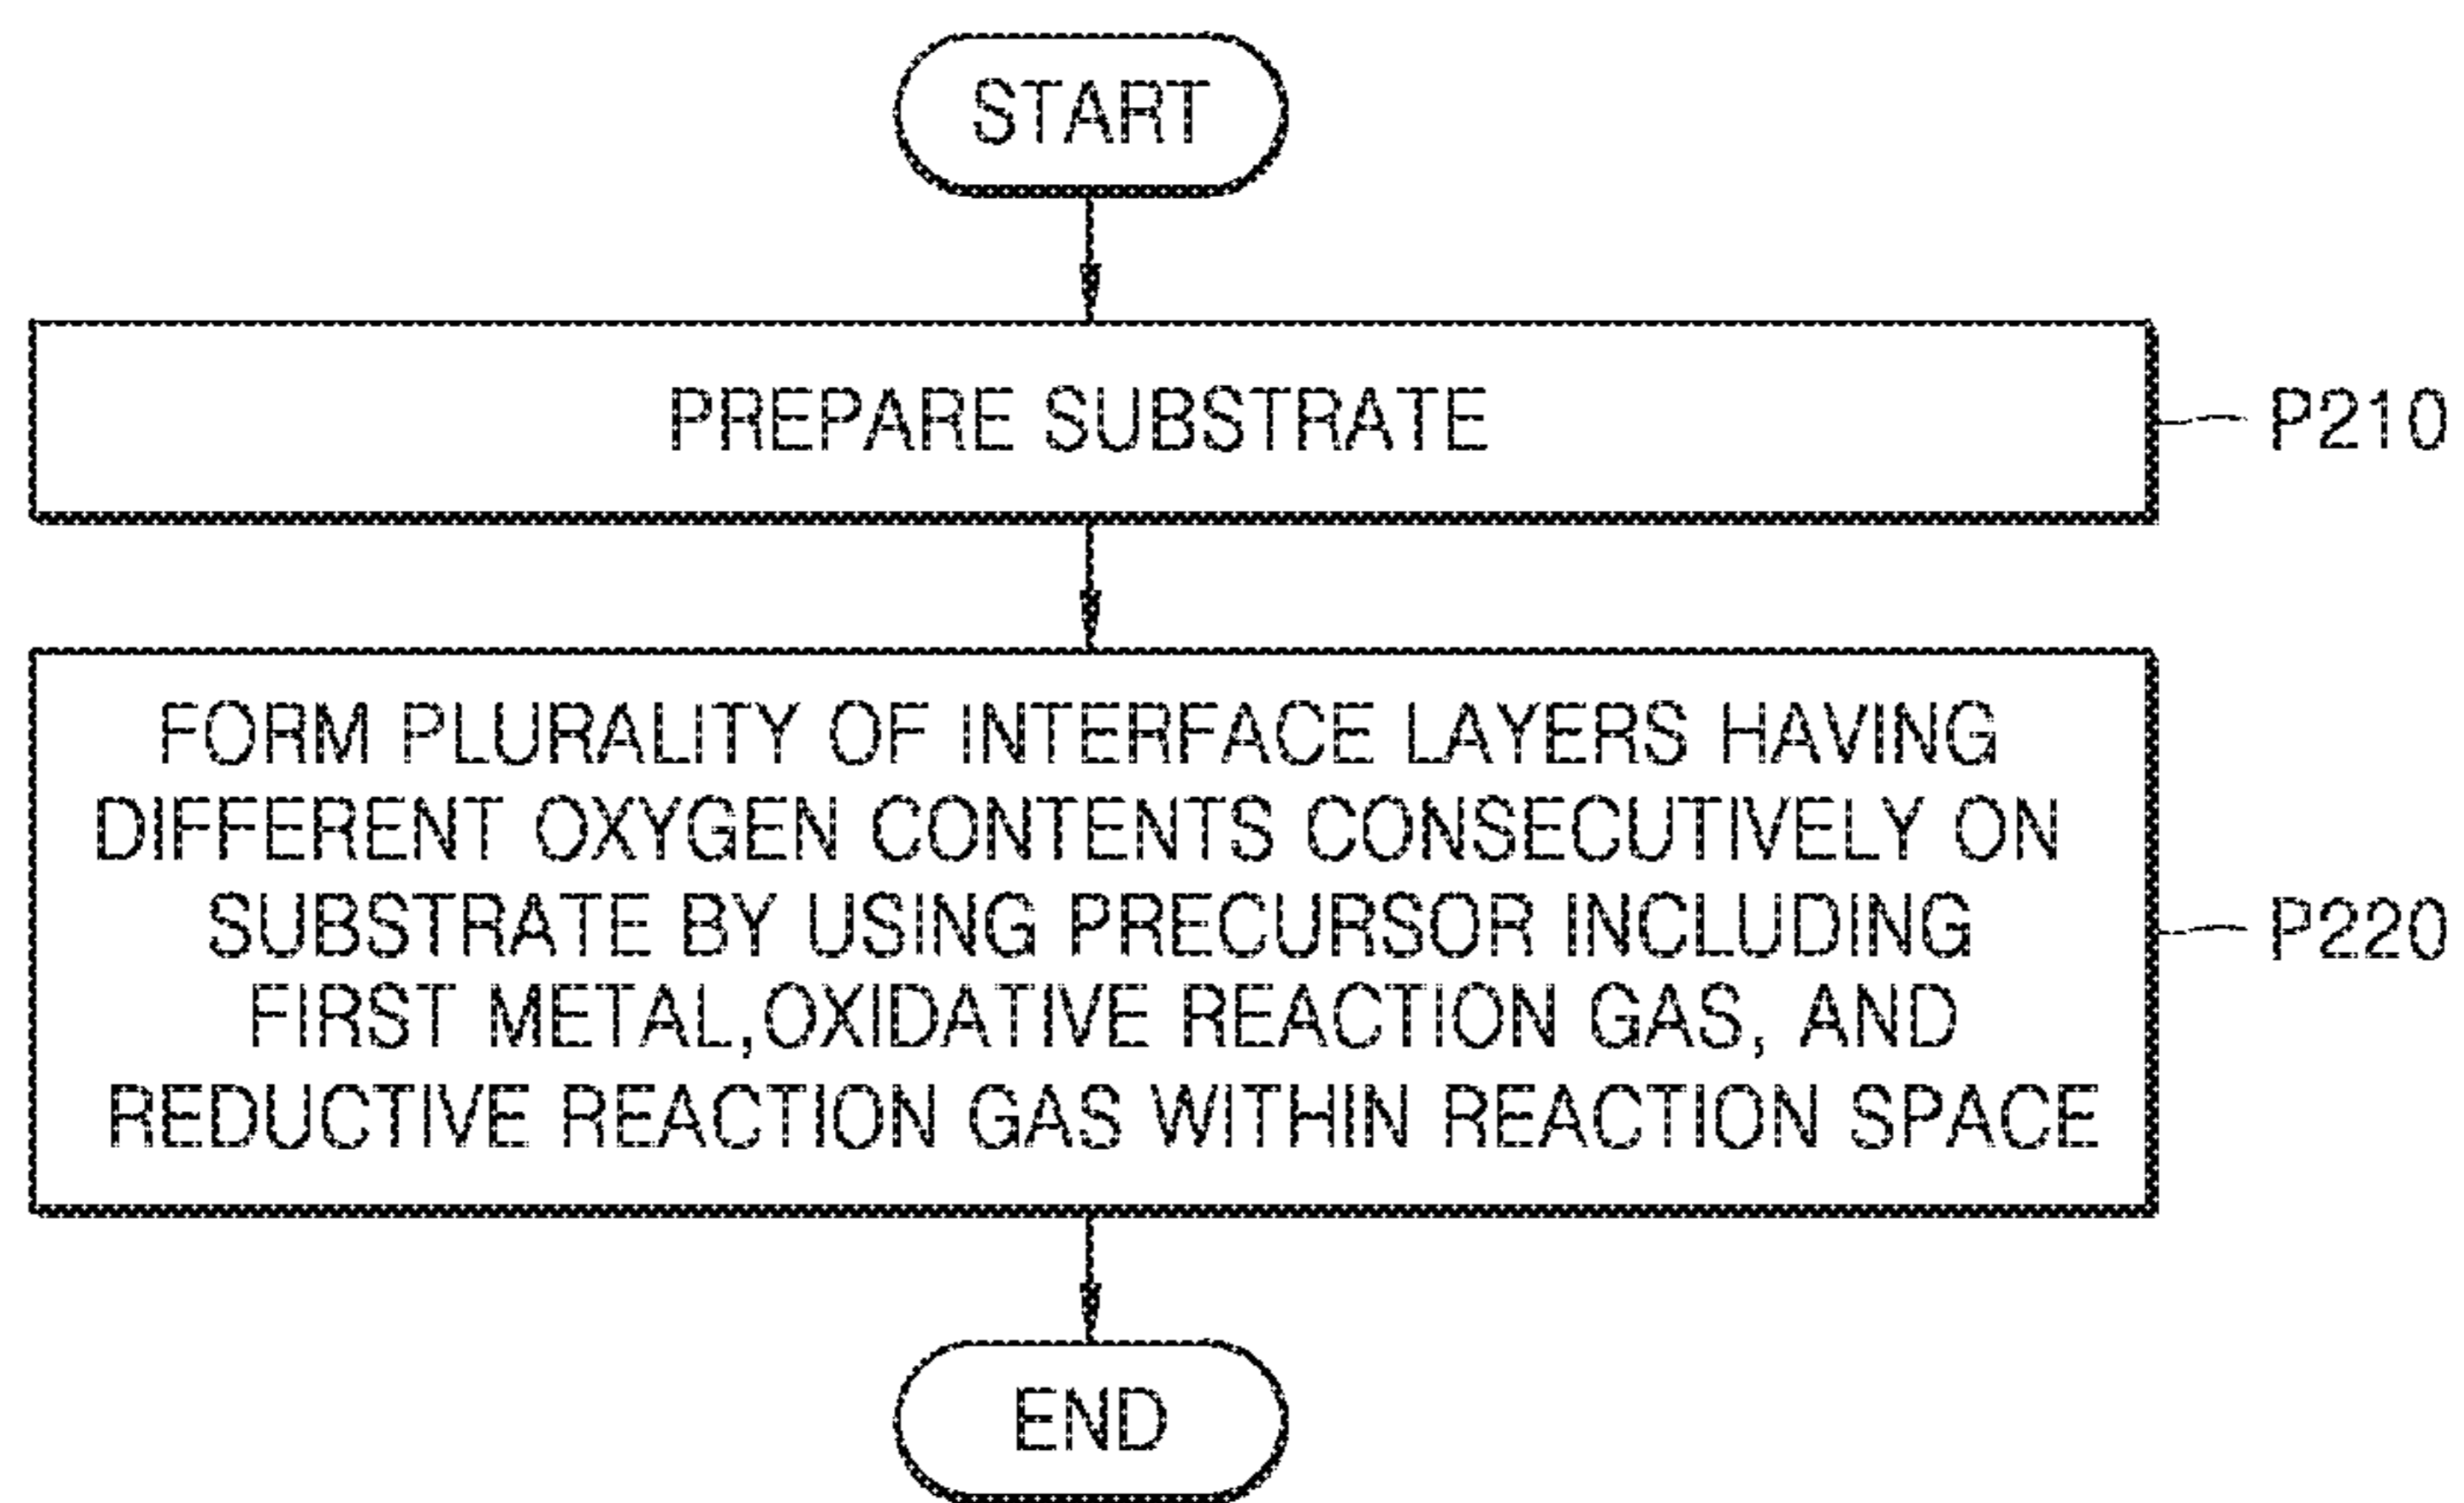 START
PREPARE SUBSTRATE
P210
FORM PLURALITY OF INTERFACE LAYERS HAVING
DIFFERENT OXYGEN CONTENTS CONSECUTIVELY ON
SUBSTRATE BY USING PRECURSOR INCLUDING
FIRST METAL,OXIDATIVE REACTION GAS, AND
REDUCTIVE REACTION GAS WITHIN REACTION SPACE
P220
END